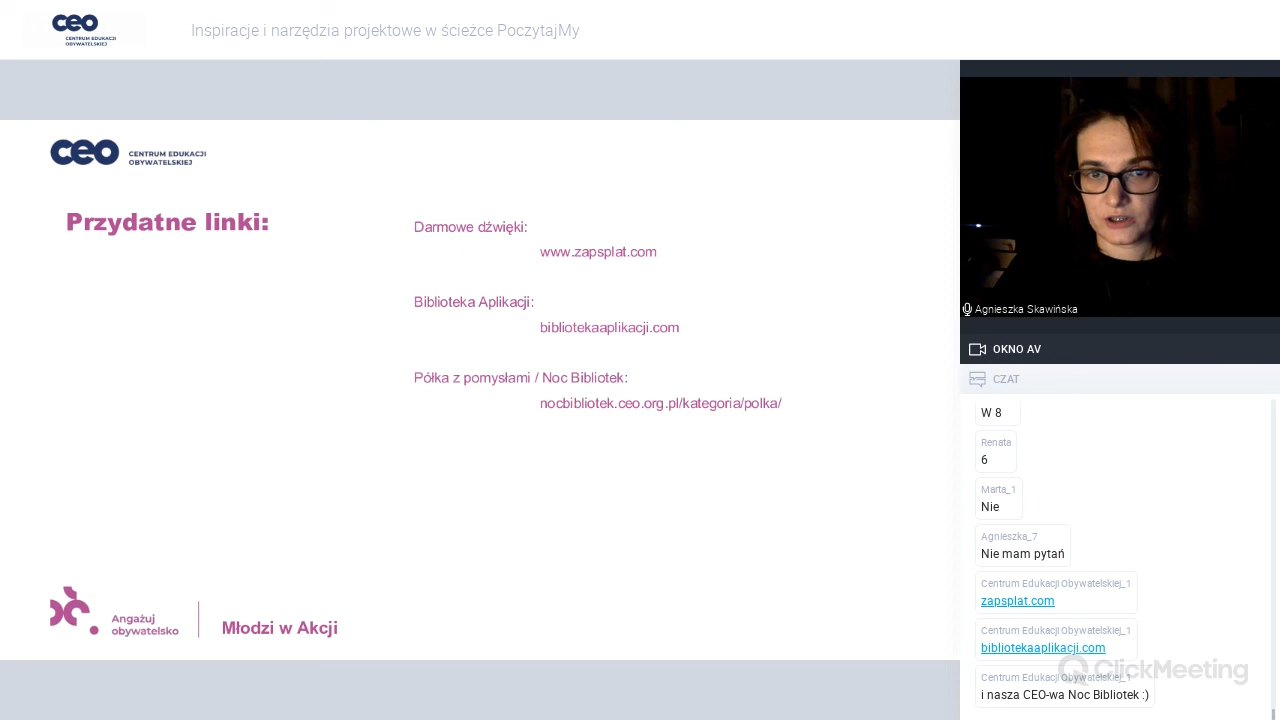 ceo
CENTRUM EDUKACJI
OBYWATELSKIEJ
Inspiracje i narzędzia projektowe w ścieżce PoczytajMy
ceo
CENTRUM EDUKACJI
OBYWATELSKIEJ
Przydatne linki:
Darmowe dźwięki:
www.zapsplat.com
Biblioteka Aplikacji:
bibliotekaaplikacji.com
Półka z pomysłami / Noc Bibliotek:
nocbibliotek.ceo.org.pl/kategoria/polka/
Angażuj
obywatelsko
Młodzi w Akcji
Agnieszka Skawińska
OKNO AV
CZAT
W 8
Renata
6
Marta_1
Nie
Agnieszka_7
Nie mam pytań
Centrum Edukacji Obywatelskiej_1
zapsplat.com
Centrum Edukacji Obywatelskiej_1
bibliotekaaplikacji.com
Centrum Edukacji Obywatelskiej_1
i nasza CEO-wa Noc Bibliotek :)
ClickMeeting